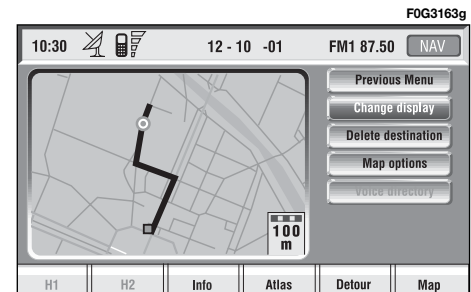 F0G3163g
10:30 12 - 10 -01 FM1 87.50 NAV
Previous Menu
Change display
Delete destination
Map options
Voice directory
100
m
H1 H2 Info Atlas Detour Map